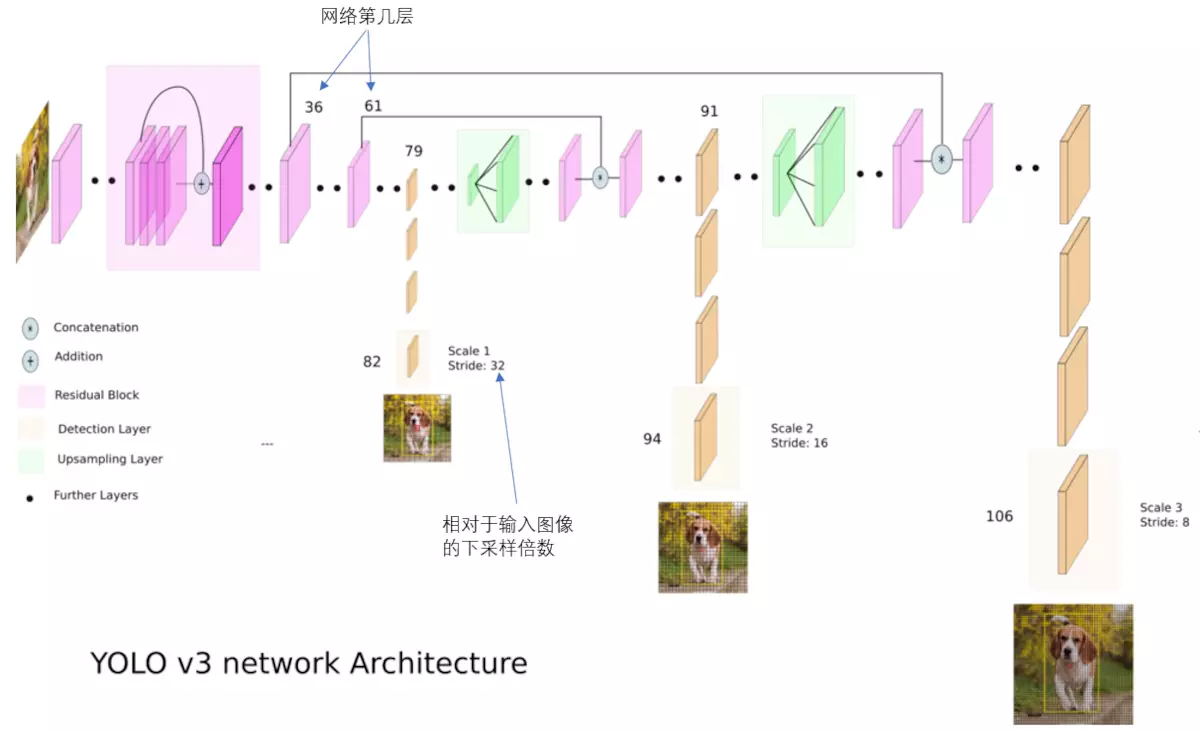 网络第几层
36
61
91
79
Concatenation
Addition
Residual Block
Detection Layer
Upsampling Layer
Further Layers
---
82
Scale 1
Stride: 32
94
Scale 2
Stride: 16
106
Scale 3
Stride: 8
相对于输入图像
的下采样倍数
YOLO v3 network Architecture